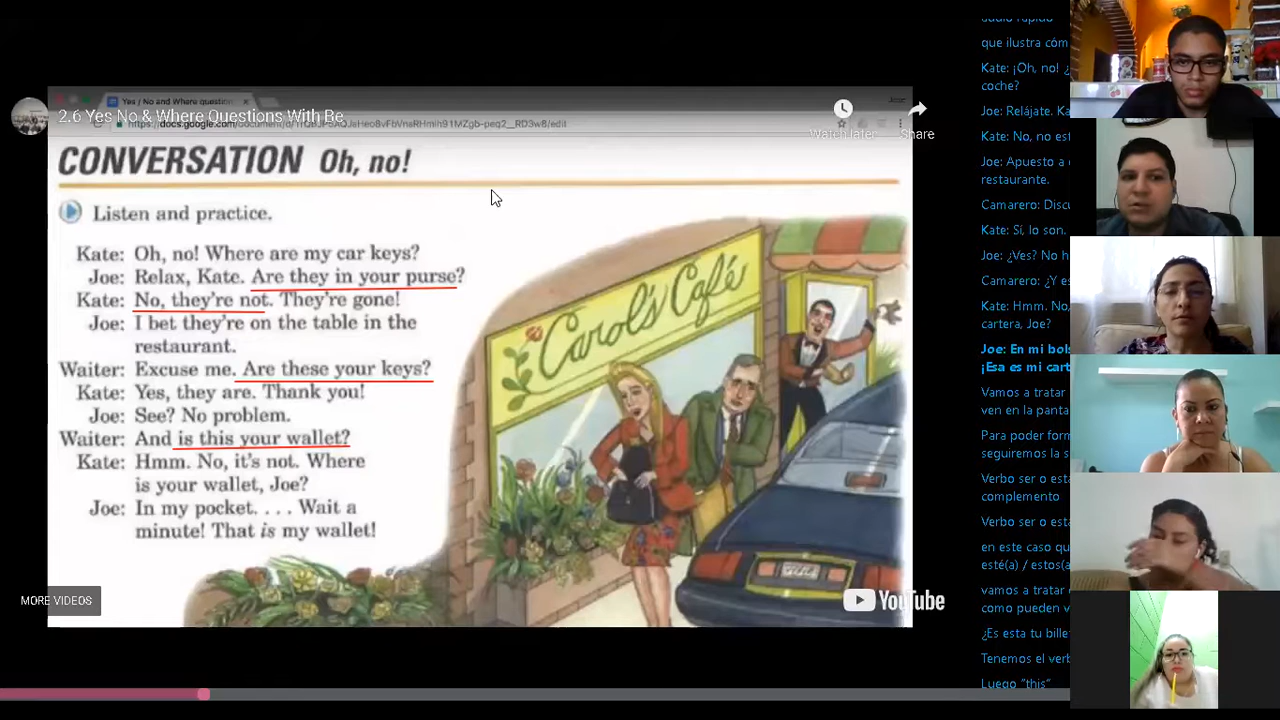 Yes / No and Where question
2.6 Yes No & Where Questions With Be
Watch later
Share
CONVERSATION Oh, no!
Listen and practice.
Kate: Oh, no! Where are my car keys?
Joe: Relax, Kate. Are they in your purse?
Kate: No, they're not. They're gone!
Joe: I bet they're on the table in the
restaurant.
Waiter: Excuse me. Are these your keys?
Kate: Yes, they are. Thank you!
Joe: See? No problem.
Waiter: And is this your wallet?
Kate: Hmm. No, it's not. Where
is your wallet, Joe?
Joe: In my pocket. . . . Wait a
minute! That is my wallet!
Carol's Café
MORE VIDEOS
YouTube
que ilustra cóm
Kate: ¡Oh, no! ¿
coche?
Joe: Relájate. K
Kate: No, no es
Joe: Apuesto a
restaurante.
Camarero: Discu
Kate: Sí, lo son.
Joe: ¿Ves? No h
Camarero: ¿Y es
Kate: Hmm. No,
cartera, Joe?
Joe: En mi bols
¡Esa es mi cart
Vamos a tratar
ven en la panta
Para poder form
seguiremos la s
Verbo ser o esta
complemento
Verbo ser o esta
en este caso qu
esté(a) / estos(a
vamos a tratar
como pueden v
¿Es esta tu bille
Tenemos el verb
Luego "this"